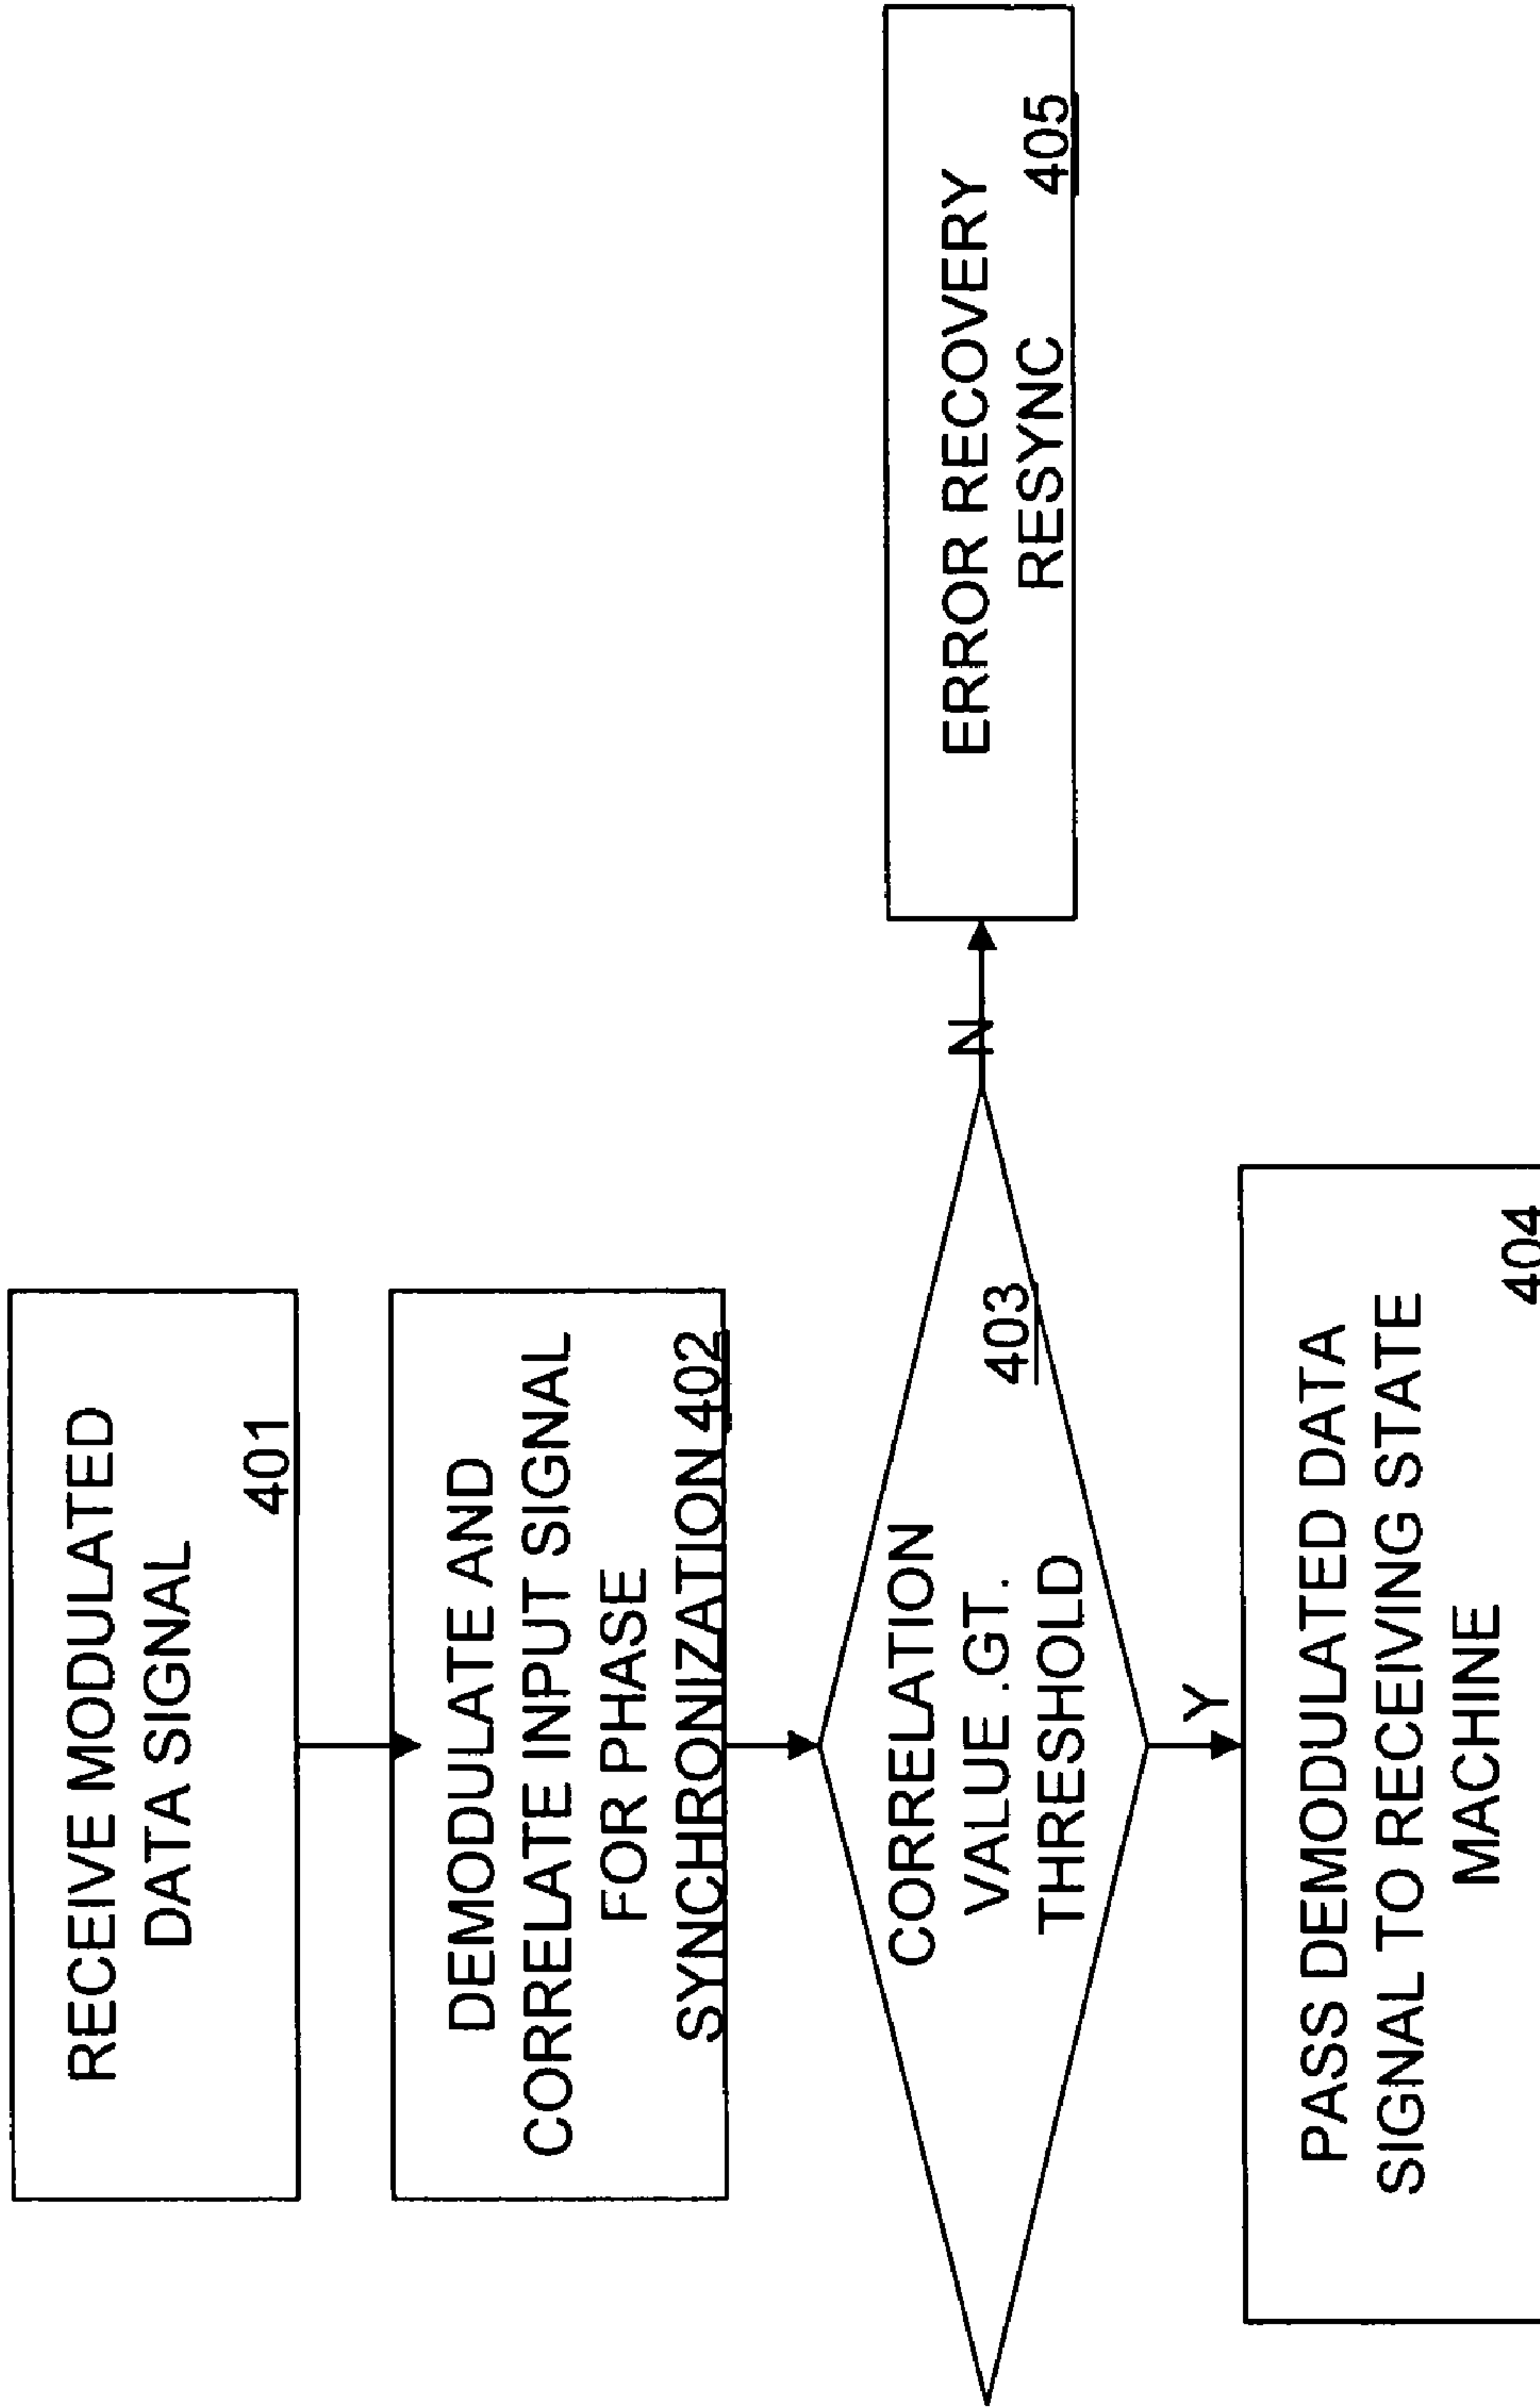 RECEIVE MODULATED
DATA SIGNAL
401
DEMODULATE AND
CORRELATE INPUT SIGNAL
FOR PHASE
SYNCHRONIZATION 402
CORRELATION
VALUE .GT.
THRESHOLD
403
N
ERROR RECOVERY
RESYNC
405
Y
PASS DEMODULATED DATA
SIGNAL TO RECEIVING STATE
MACHINE
404